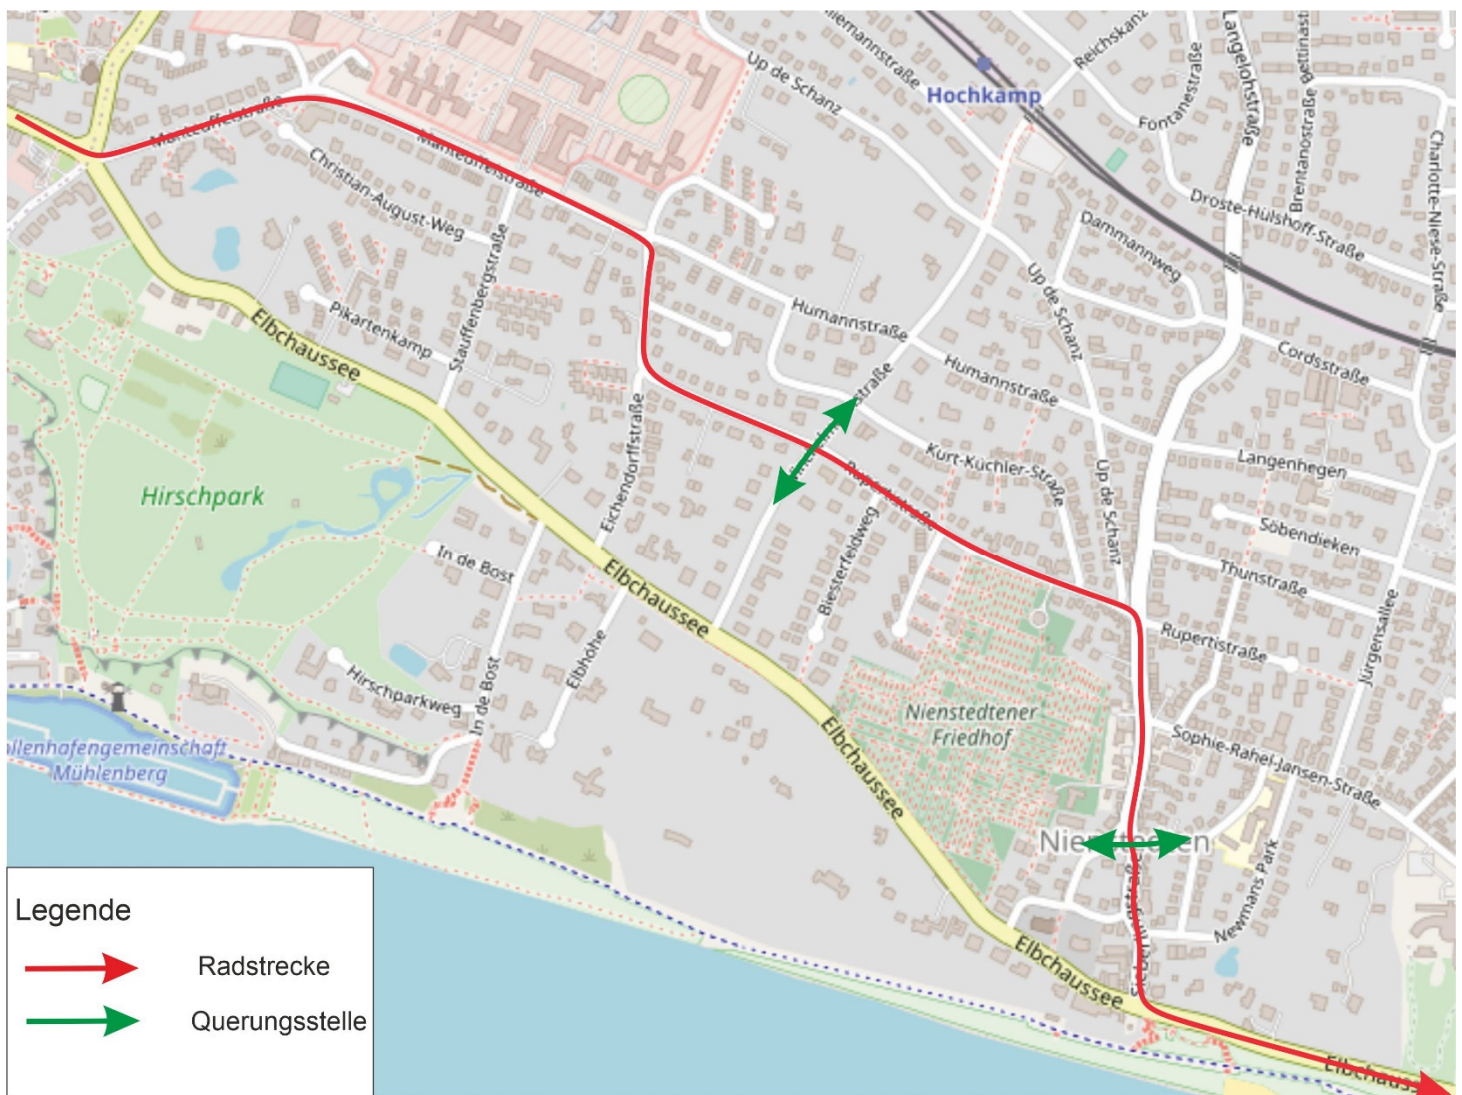 Up de Schanz
Hochkamp
Fontanestraße
Langelohstraße
Brentanostraße
Charlotte-Niese-Straße
Manteuffelstraße
Manteuffelstraße
Christian-August-Weg
Droste-Hülshoff-Straße
Dammannweg
Up de Schanz
Stauffenbergstraße
Pikartenkamp
Elbchaussee
Humannstraße
Humannstraße
Cordsstraße
straße
Hirschpark
Eichendorffstraße
Kurt-Küchler-Straße
Langenhegen
Up de Schanz
Söbendieken
In de Bost
Elbchaussee
Biesterfeldweg
Thunstraße
Jürgensallee
Rupertistraße
Hirschparkweg
In de Bost
Elbhöhe
Elbchaussee
Nienstedtener
Friedhof
Sophie-Rahel-Jansen-Straße
ollenhafengemeinschaft
Mühlenberg
Newmans Park
Elbchaussee
Legende
Radstrecke
Querungsstelle